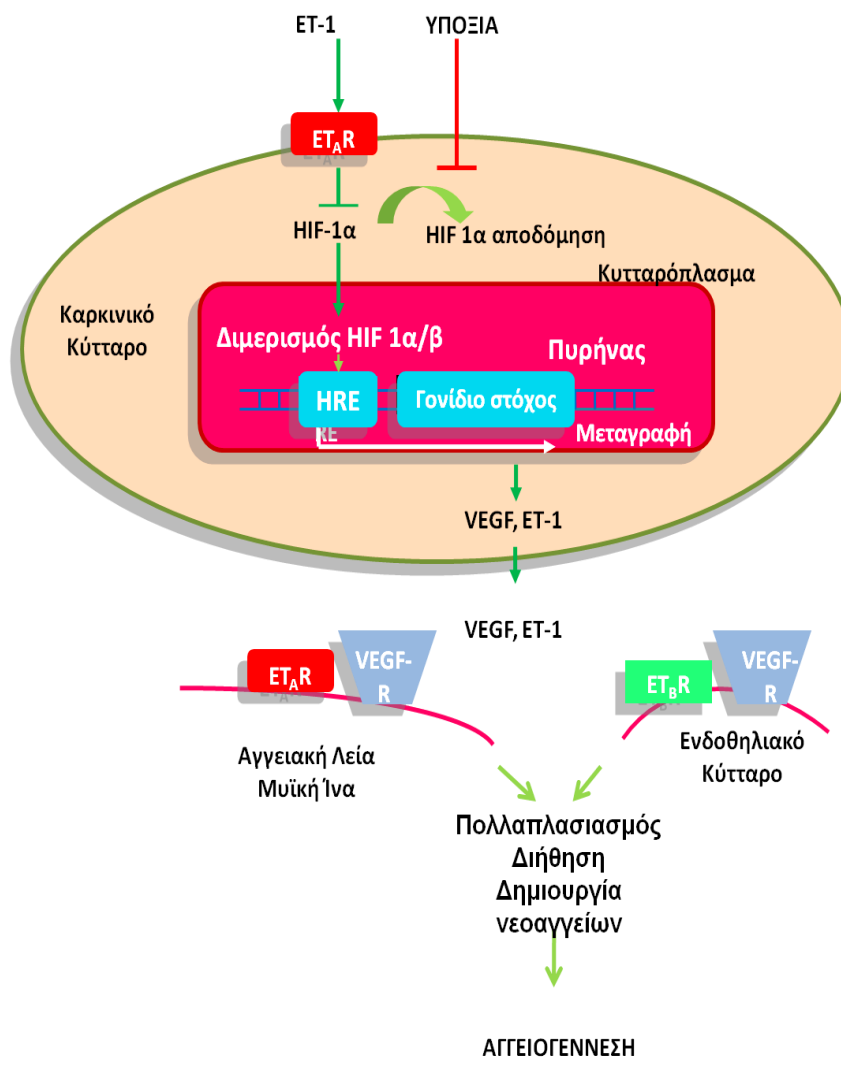 ET-1
ΥΠΟΞΙΑ
ETAR
HIF-1α
HIF 1α αποδόμηση
Κυτταρόπλασμα
Καρκινικό
Κύτταρο
Διμερισμός HIF 1α/β
Πυρήνας
HRE
Γονίδιο στόχος
Μεταγραφή
VEGF, ET-1
VEGF, ET-1
ETAR
VEGF-
R
ETBR
VEGF-
R
Αγγειακή Λεία
Μυϊκή Ίνα
Ενδοθηλιακό
Κύτταρο
Πολλαπλασιασμός
Διήθηση
Δημιουργία
νεοαγγείων
ΑΓΓΕΙΟΓΕΝΝΕΣΗ